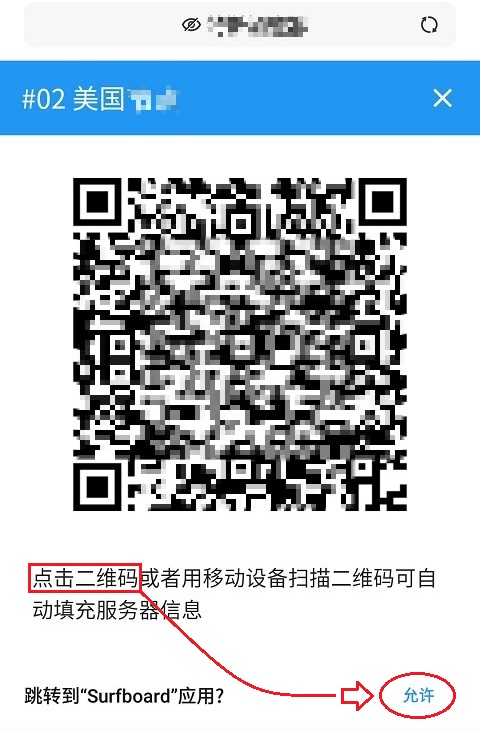 #02 美国
点击二维码或者用移动设备扫描二维码可自
动填充服务器信息
跳转到“Surfboard”应用?
允许